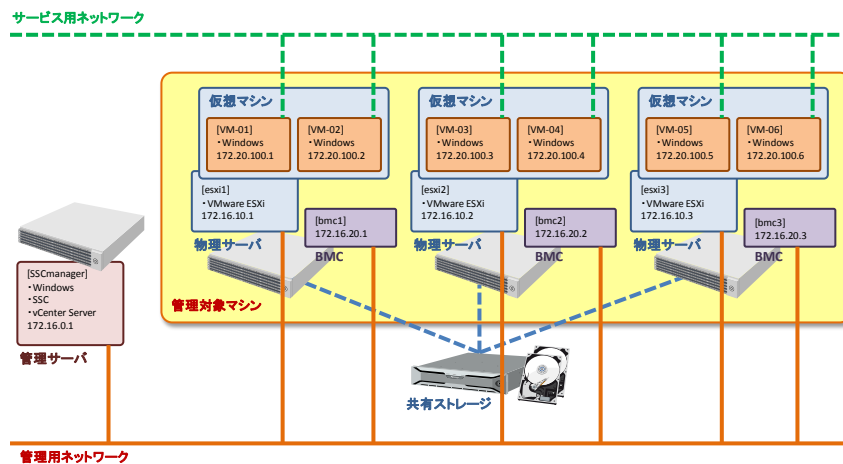 サービス用ネットワーク
仮想マシン
[VM-01]
・Windows
172.20.100.1
[VM-02]
・Windows
172.20.100.2
仮想マシン
[VM-03]
・Windows
172.20.100.3
[VM-04]
・Windows
172.20.100.4
仮想マシン
[VM-05]
・Windows
172.20.100.5
[VM-06]
・Windows
172.20.100.6
[esxi1]
・VMware ESXi
172.16.10.1
物理サーバ
[bmc1]
172.16.20.1
BMC
[esxi2]
・VMware ESXi
172.16.10.2
物理サーバ
[bmc2]
172.16.20.2
BMC
[esxi3]
・VMware ESXi
172.16.10.3
物理サーバ
[bmc3]
172.16.20.3
BMC
[SSCmanager]
・Windows
・SSC
・vCenter Server
172.16.0.1
管理サーバ
管理対象マシン
共有ストレージ
管理用ネットワーク